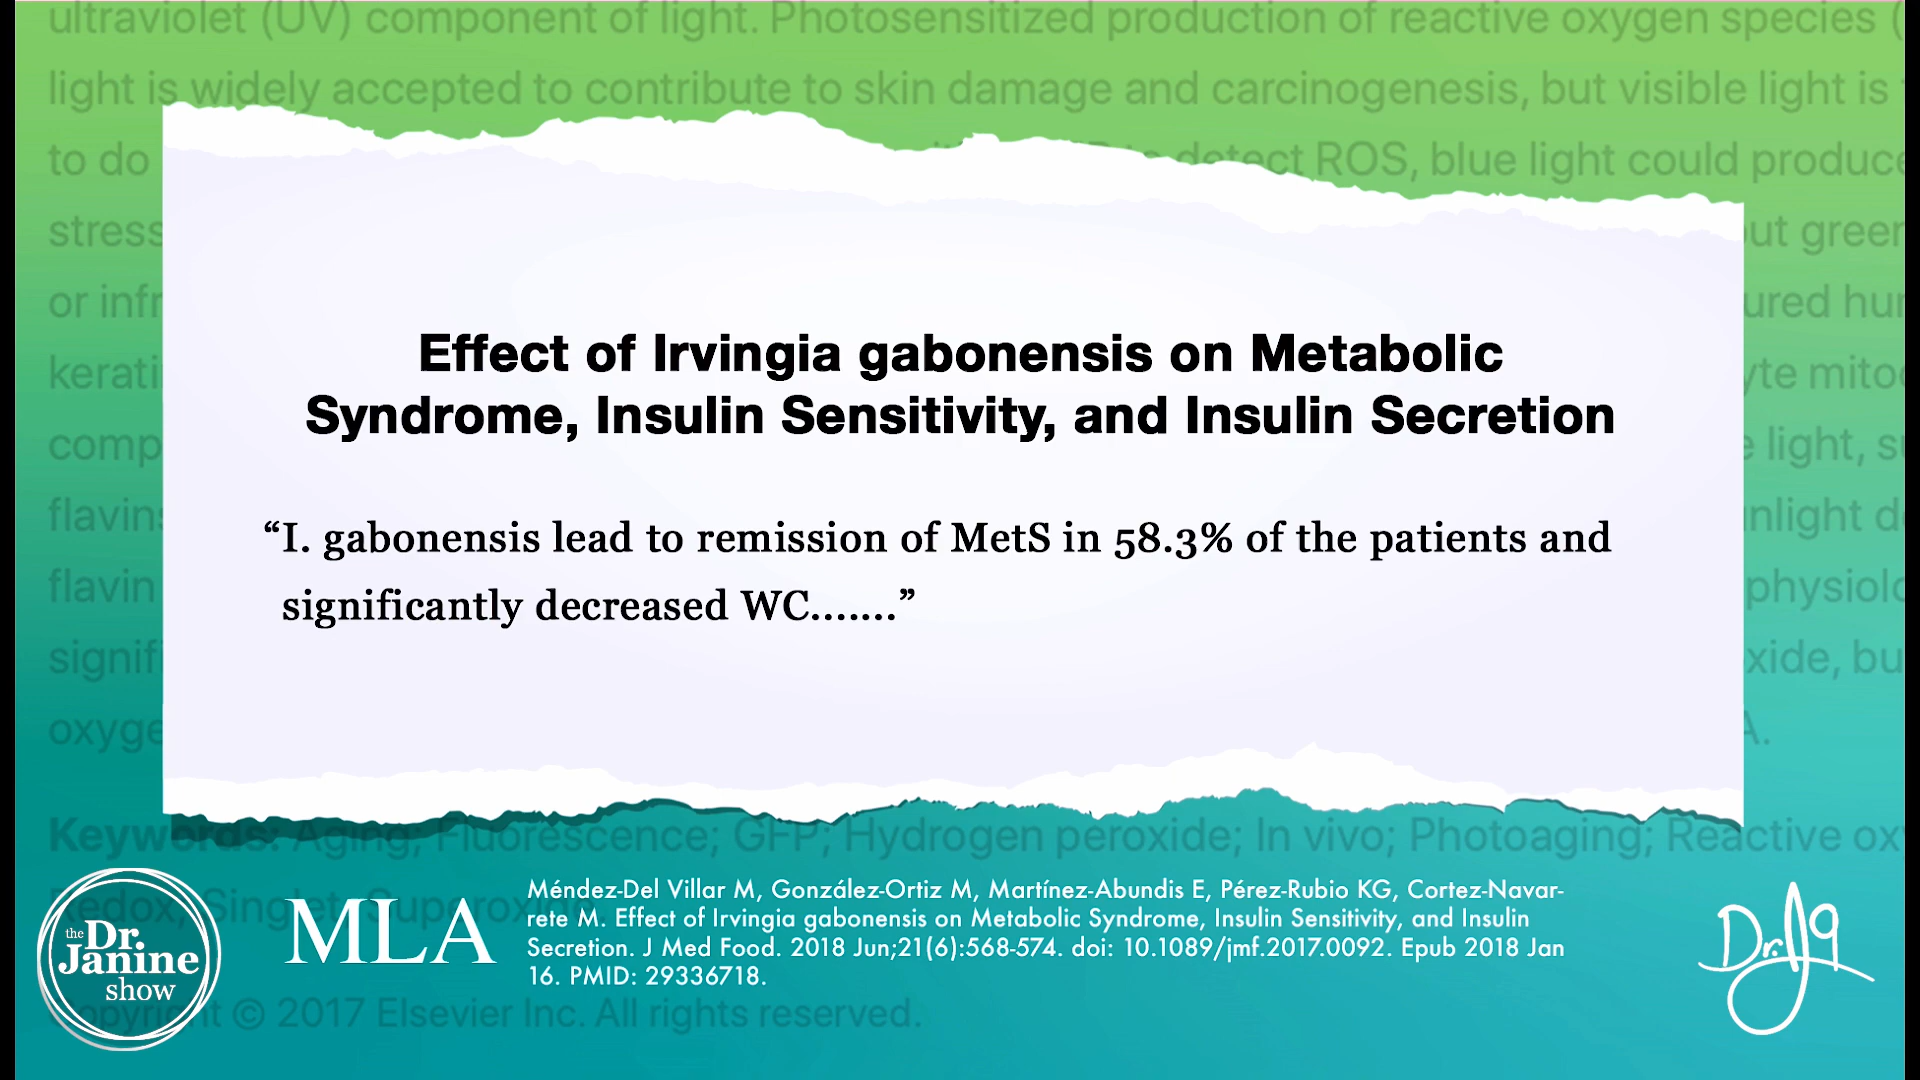 ultraviolet (UV) component of light. Photosensitized production of reactive oxygen species (
light is widely accepted to contribute to skin damage and carcinogenesis, but visible light is
to do detect ROS, blue light could produce
stress but green
or infr
kerati
comp light, s
flavins
flavin physiolo
signif xide, bu
oxyge
Effect of Irvingia gabonensis on Metabolic
Syndrome, Insulin Sensitivity, and Insulin Secretion
“I. gabonensis lead to remission of MetS in 58.3% of the patients and
significantly decreased WC.......”
Keywords: Aging; Fluorescence; GFP; Hydrogen peroxide; In vivo; Photoaging; Reactive ox
Redox; Singlet; Superoxide
Copyright © 2017 Elsevier Inc. All rights reserved.
the Dr.
Janine
show
MLA
Méndez-Del Villar M, González-Ortiz M, Martínez-Abundis E, Pérez-Rubio KG, Cortez-Navar-
rete M. Effect of Irvingia gabonensis on Metabolic Syndrome, Insulin Sensitivity, and Insulin
Secretion. J Med Food. 2018 Jun;21(6):568-574. doi: 10.1089/jmf.2017.0092. Epub 2018 Jan
16. PMID: 29336718.
Dr.J9